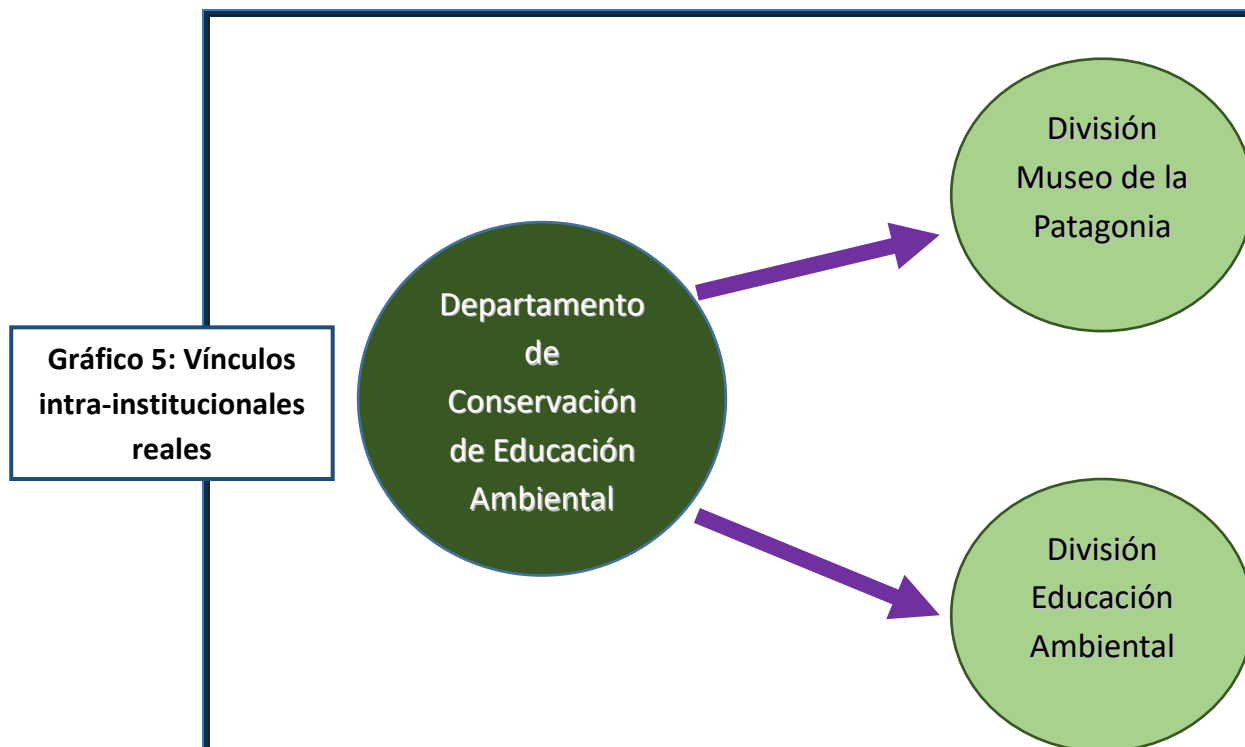 Gráfico 5: Vínculos
intra-institucionales
reales
Departamento
de
Conservación
de Educación
Ambiental
División
Museo de la
Patagonia
División
Educación
Ambiental